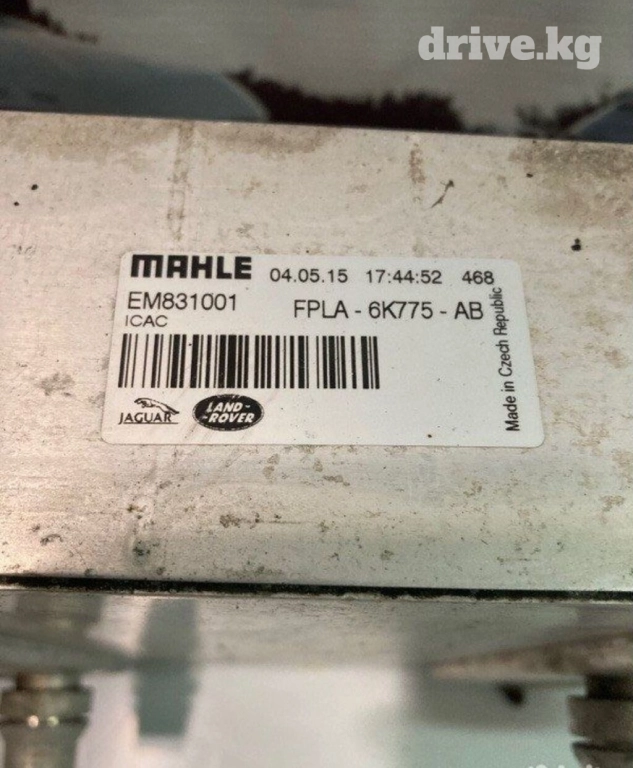 drive.kg
MAHLE 04.05.15 17:44:52 468
EM831001 FPLA - 6K775 - AB
ICAC
JAGUAR LAND-
-ROVER
Made in Czech Republic